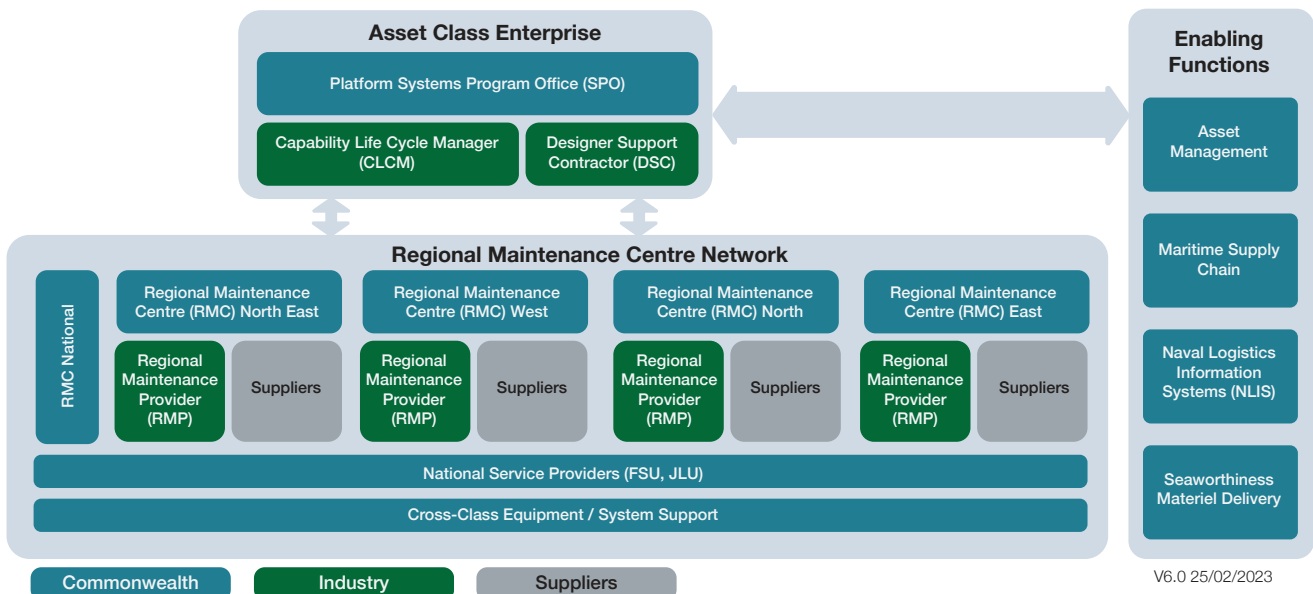 Asset Class Enterprise
Platform Systems Program Office (SPO)
Capability Life Cycle Manager
(CLCM)
Designer Support
Contractor (DSC)
Enabling
Functions
Asset
Management
Maritime Supply
Chain
Naval Logistics
Information
Systems (NLIS)
Seaworthiness
Materiel Delivery
Regional Maintenance Centre Network
RMC National
Regional Maintenance
Centre (RMC) North East
Regional
Maintenance
Provider
(RMP)
Suppliers
Regional Maintenance
Centre (RMC) West
Regional
Maintenance
Provider
(RMP)
Suppliers
Regional Maintenance
Centre (RMC) North
Regional
Maintenance
Provider
(RMP)
Suppliers
Regional Maintenance
Centre (RMC) East
Regional
Maintenance
Provider
(RMP)
Suppliers
National Service Providers (FSU, JLU)
Cross-Class Equipment / System Support
Commonwealth
Industry
Suppliers
V6.0 25/02/2023